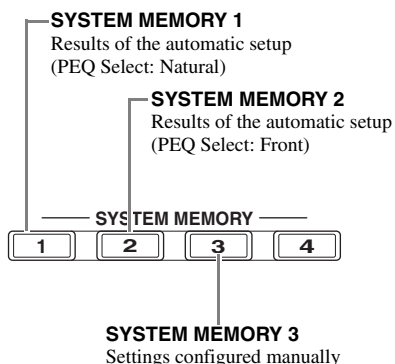 SYSTEM MEMORY 1
Results of the automatic setup
(PEQ Select: Natural)
SYSTEM MEMORY 2
Results of the automatic setup
(PEQ Select: Front)
SYSTEM MEMORY
1 2 3 4
SYSTEM MEMORY 3
Settings configured manually